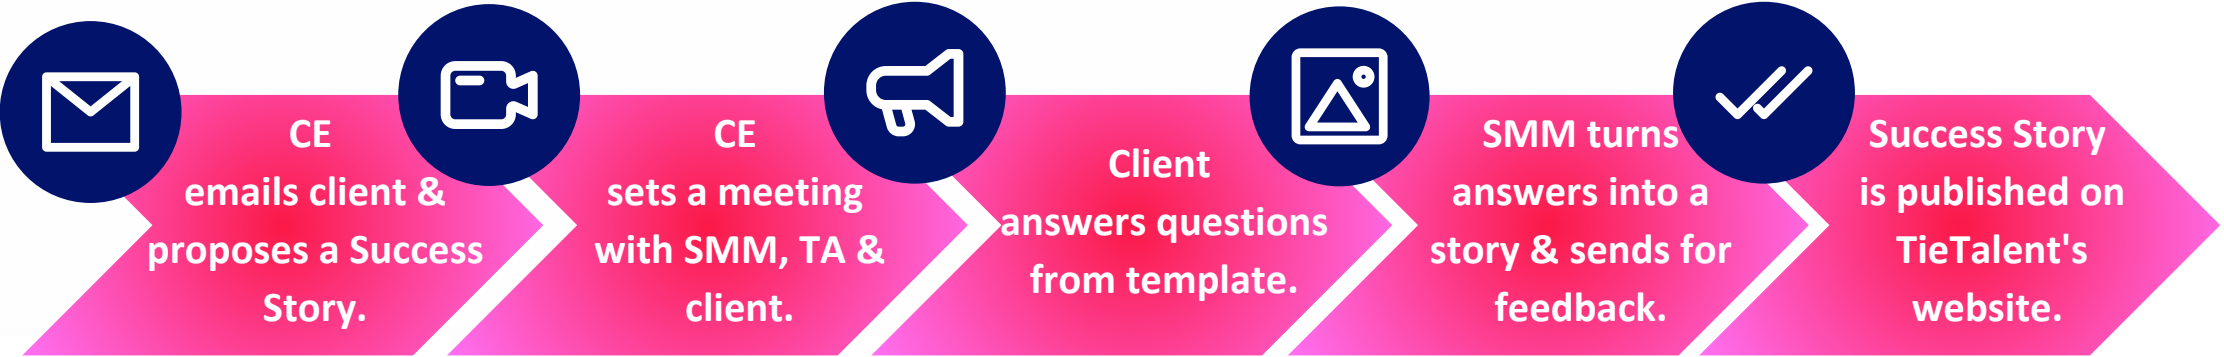 CE
emails client &
proposes a Success
Story.
CE
sets a meeting
with SMM, TA &
client.
Client
answers questions
from template.
SMM turns
answers into a
story & sends for
feedback.
Success Story
is published on
TieTalent's
website.